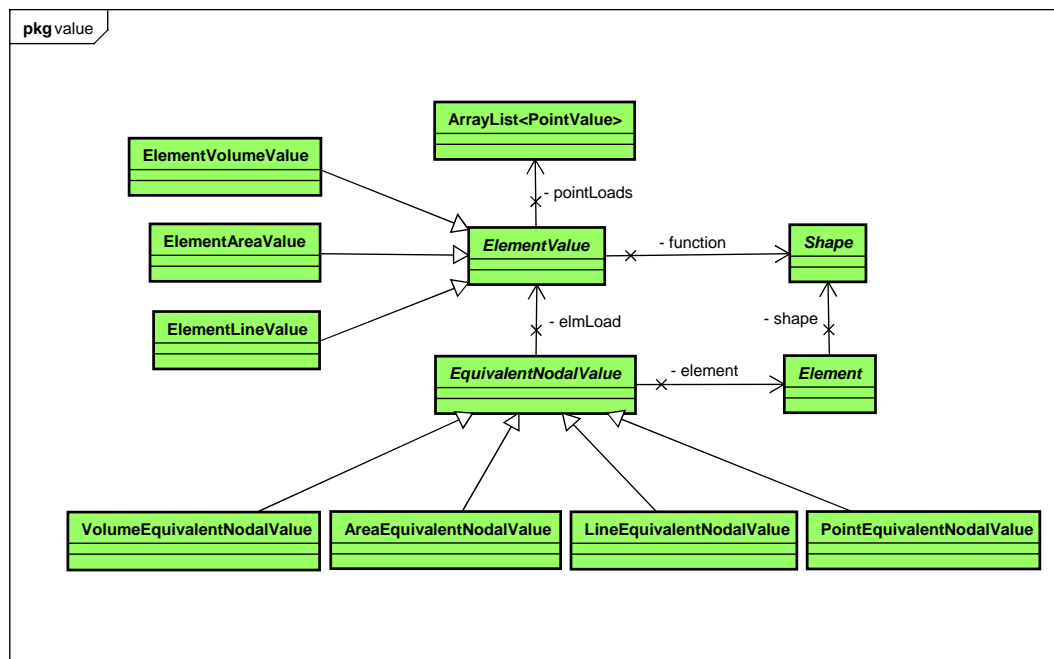 pkg value
ArrayList<PointValue>
ElementVolumeValue
- pointLoads
ElementAreaValue
ElementValue
- function
Shape
ElementLineValue
- elmLoad
- shape
EquivalentNodalValue
- element
Element
VolumeEquivalentNodalValue
AreaEquivalentNodalValue
LineEquivalentNodalValue
PointEquivalentNodalValue